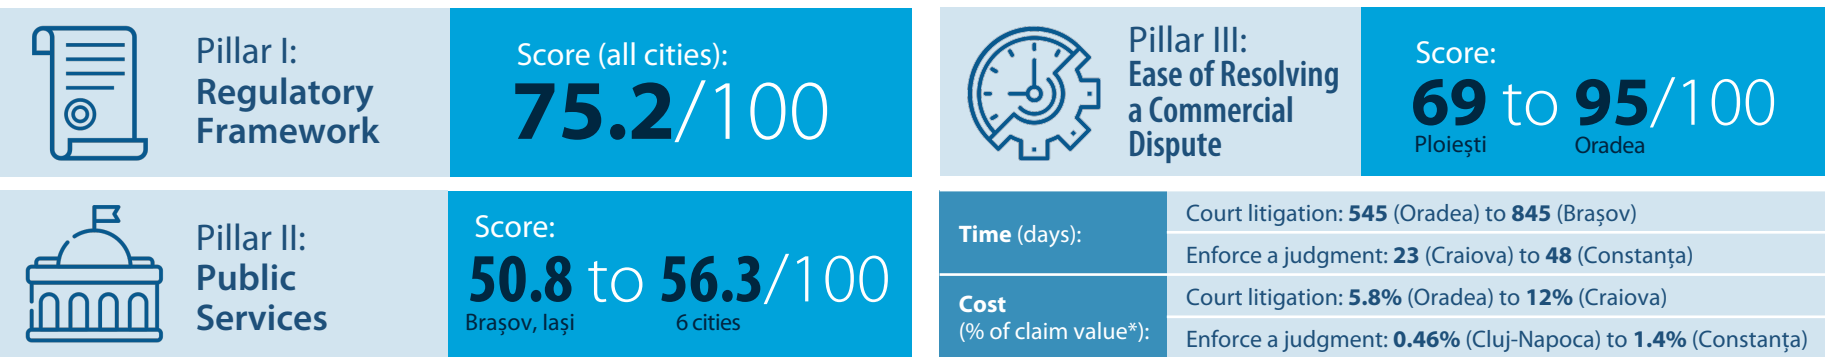 Pillar I:
Regulatory
Framework
Score (all cities):
75.2/100
Pillar II:
Public
Services
Score:
50.8 to 56.3/100
Brașov, Iași 6 cities
Pillar III:
Ease of Resolving
a Commercial
Dispute
Score:
69 to 95/100
Ploiești Oradea
Time (days):
Court litigation: 545 (Oradea) to 845 (Brașov)
Enforce a judgment: 23 (Craiova) to 48 (Constanța)
Cost
(% of claim value*):
Court litigation: 5.8% (Oradea) to 12% (Craiova)
Enforce a judgment: 0.46% (Cluj-Napoca) to 1.4% (Constanța)